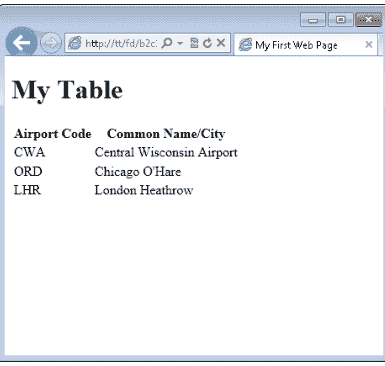 http://tt/fd/b2c
My First Web Page
My Table
Airport Code Common Name/City
CWA Central Wisconsin Airport
ORD Chicago O'Hare
LHR London Heathrow